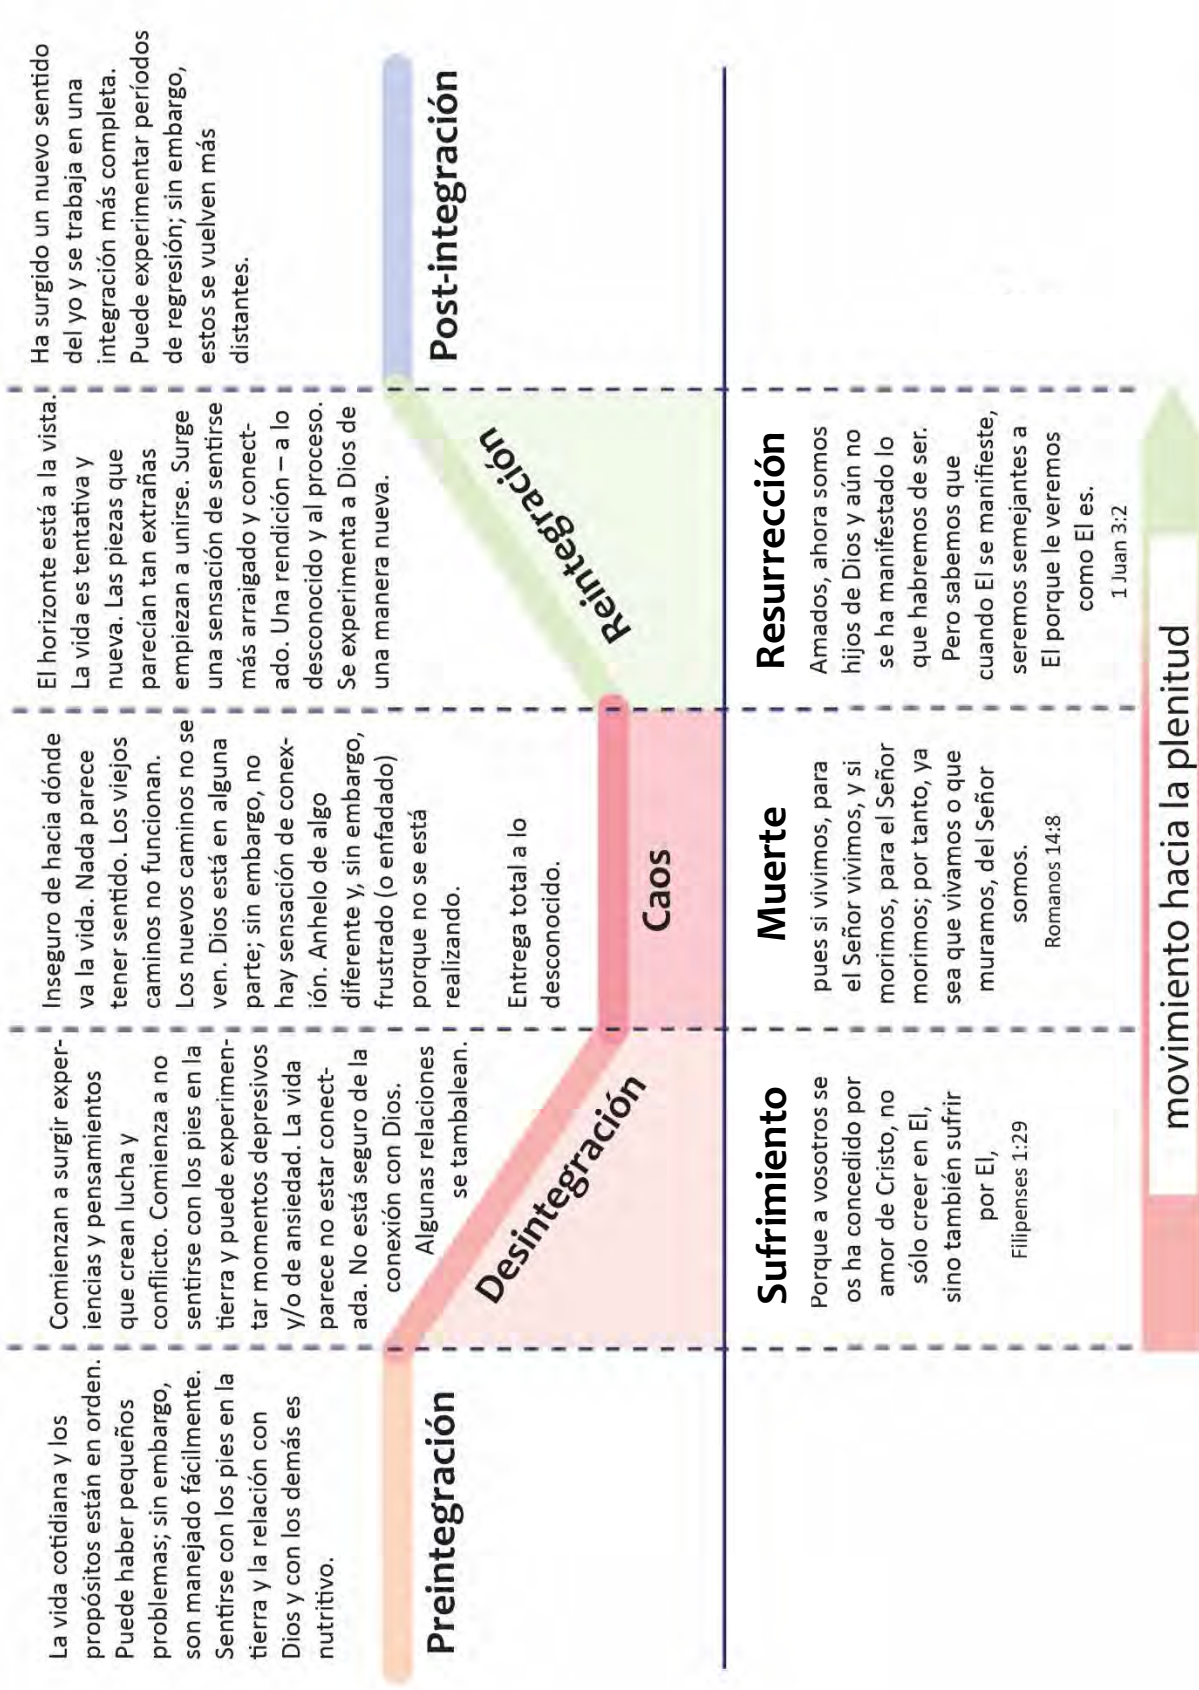 La vida cotidiana y los
propósitos están en orden.
Puede haber pequeños
problemas; sin embargo,
son manejado fácilmente.
Sentirse con los pies en la
tierra y la relación con
Dios y con los demás es
nutritivo.
Preintegración
Comienzan a surgir exper-
iencias y pensamientos
que crean lucha y
conflicto. Comienza a no
sentirse con los pies en la
tierra y puede experimen-
tar momentos depresivos
y/o de ansiedad. La vida
parece no estar conect-
ada. No está seguro de la
conexión con Dios.
Algunas relaciones
se tambalean.
Desintegración
Inseguro de hacia dónde
va la vida. Nada parece
tener sentido. Los viejos
caminos no funcionan.
Los nuevos caminos no se
ven. Dios está en alguna
parte; sin embargo, no
hay sensación de conex-
ión. Anhelo de algo
diferente y, sin embargo,
frustrado (o enfadado)
porque no se está
realizando.
Entrega total a lo
desconocido.
Caos
El horizonte está a la vista.
La vida es tentativa y
nueva. Las piezas que
parecían tan extrañas
empiezan a unirse. Surge
una sensación de sentirse
más arraigado y conect-
ado. Una rendición – a lo
desconocido y al proceso.
Se experimenta a Dios de
una manera nueva.
Reintegración
Ha surgido un nuevo sentido
del yo y se trabaja en una
integración más completa.
Puede experimentar períodos
de regresión; sin embargo,
estos se vuelven más
distantes.
Post-integración
Sufrimiento
Porque a vosotros se
os ha concedido por
amor de Cristo, no
sólo creer en El,
sino también sufrir
por El,
Filipenses 1:29
Muerte
pues si vivimos, para
el Señor vivimos, y si
morimos, para el Señor
morimos; por tanto, ya
sea que vivamos o que
muramos, del Señor
somos.
Romanos 14:8
Resurrección
Amados, ahora somos
hijos de Dios y aún no
se ha manifestado lo
que habremos de ser.
Pero sabemos que
cuando El se manifieste,
seremos semejantes a
El porque le veremos
como El es.
1 Juan 3:2
movimiento hacia la plenitud